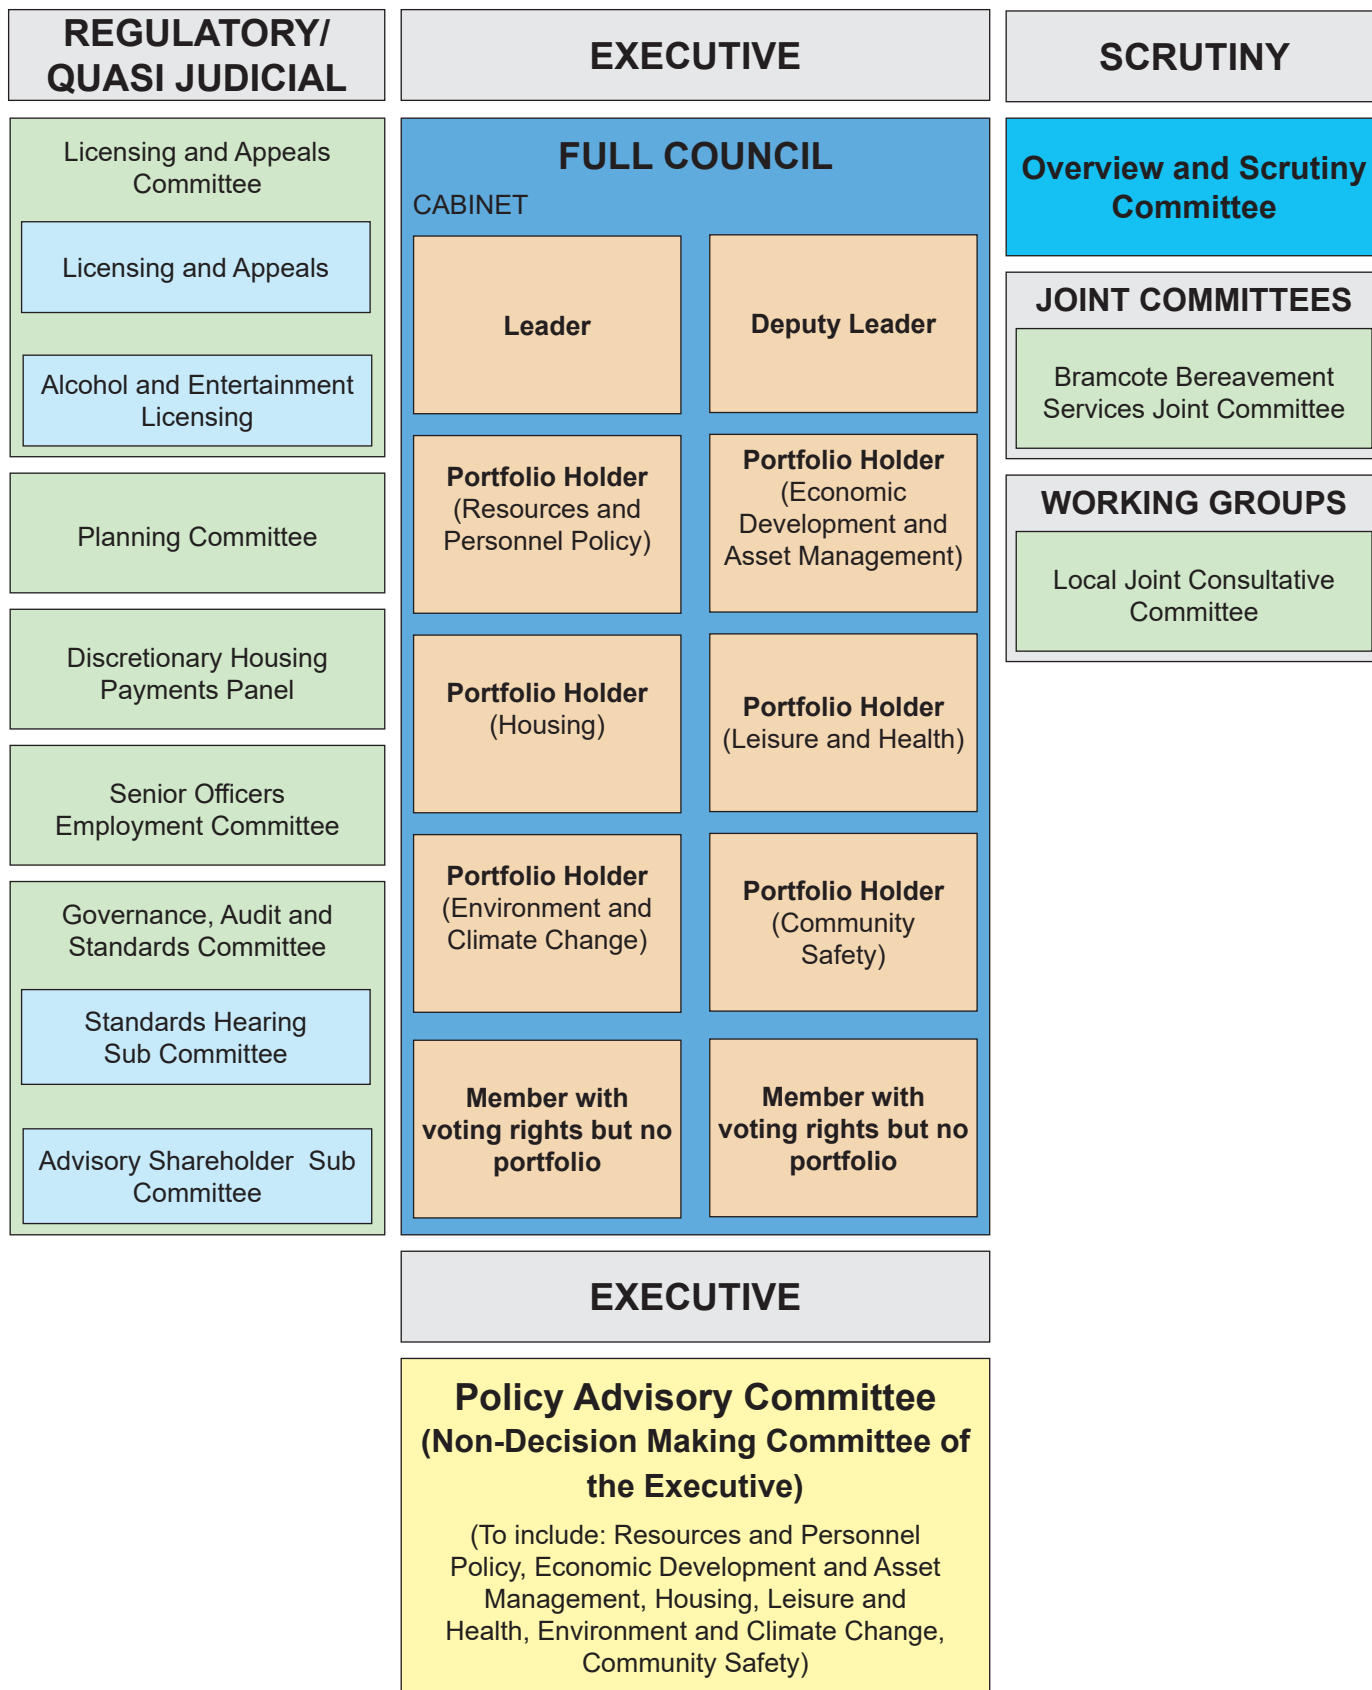 REGULATORY/
QUASI JUDICIAL
Licensing and Appeals
Committee
Licensing and Appeals
Alcohol and Entertainment
Licensing
Planning Committee
Discretionary Housing
Payments Panel
Senior Officers
Employment Committee
Governance, Audit and
Standards Committee
Standards Hearing
Sub Committee
Advisory Shareholder Sub
Committee
EXECUTIVE
FULL COUNCIL
CABINET
Leader
Deputy Leader
Portfolio Holder
(Resources and
Personnel Policy)
Portfolio Holder
(Economic
Development and
Asset Management)
Portfolio Holder
(Housing)
Portfolio Holder
(Leisure and Health)
Portfolio Holder
(Environment and
Climate Change)
Portfolio Holder
(Community
Safety)
Member with
voting rights but no
portfolio
Member with
voting rights but no
portfolio
EXECUTIVE
Policy Advisory Committee
(Non-Decision Making Committee of
the Executive)
(To include: Resources and Personnel
Policy, Economic Development and Asset
Management, Housing, Leisure and
Health, Environment and Climate Change,
Community Safety)
SCRUTINY
Overview and Scrutiny
Committee
JOINT COMMITTEES
Bramcote Bereavement
Services Joint Committee
WORKING GROUPS
Local Joint Consultative
Committee